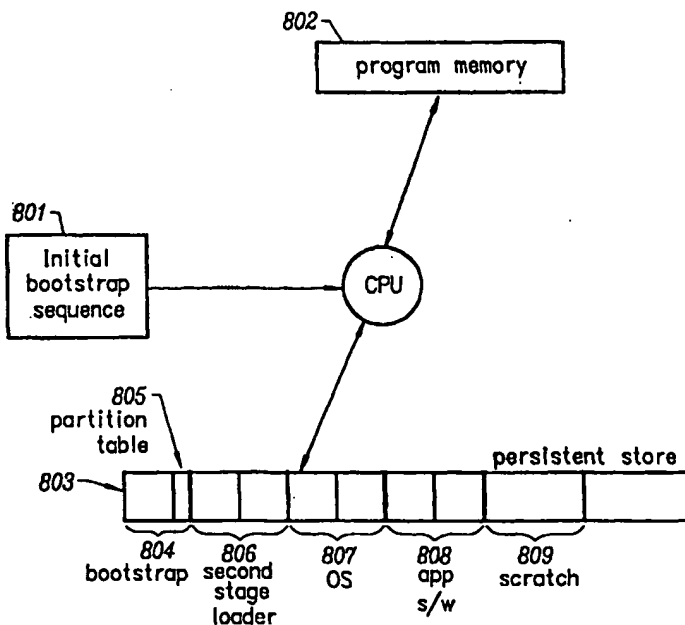 802
program memory
801
Initial
bootstrap
sequence
CPU
805
partition
table
persistent store
803
804
bootstrap
806
second
stage
loader
807
OS
808
app
s/w
809
scratch